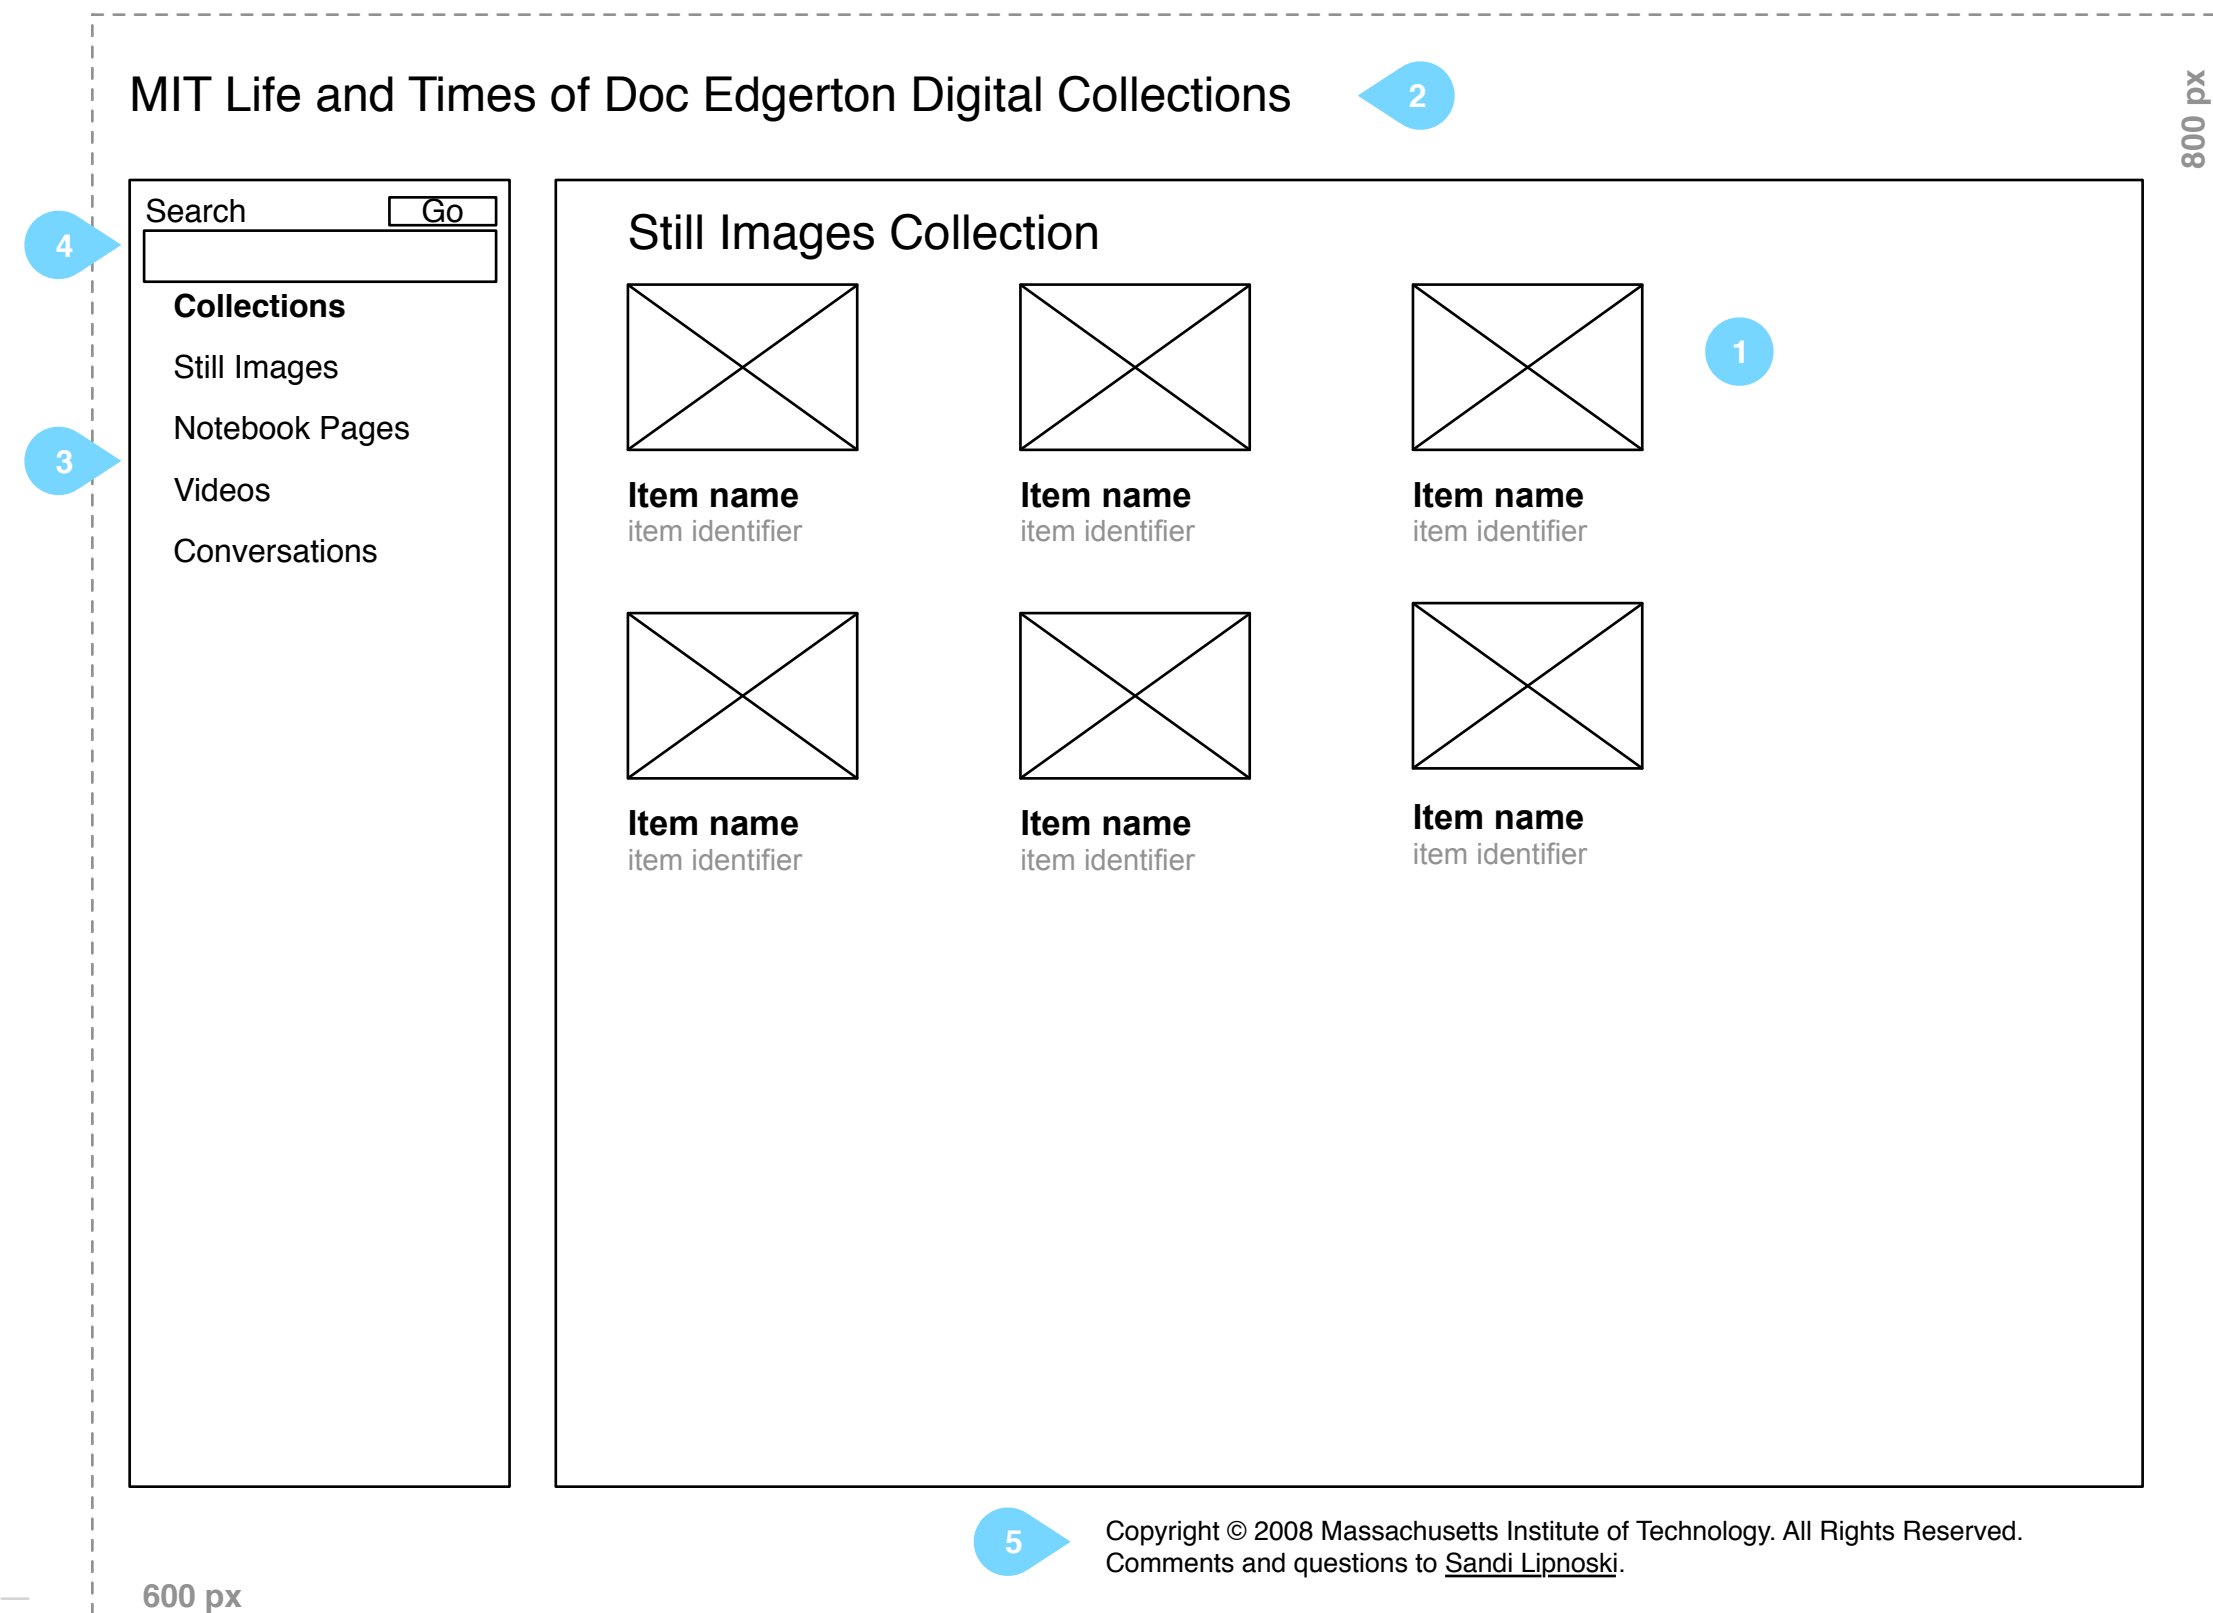 MIT Life and Times of Doc Edgerton Digital Collections
2
800 px
Search
Go
4
Collections
Still Images
Notebook Pages
3
Videos
Conversations
Still Images Collection
1
Item name
item identifier
Item name
item identifier
Item name
item identifier
Item name
item identifier
Item name
item identifier
Item name
item identifier
5
Copyright © 2008 Massachusetts Institute of Technology. All Rights Reserved.
Comments and questions to Sandi Lipnoski.
600 px